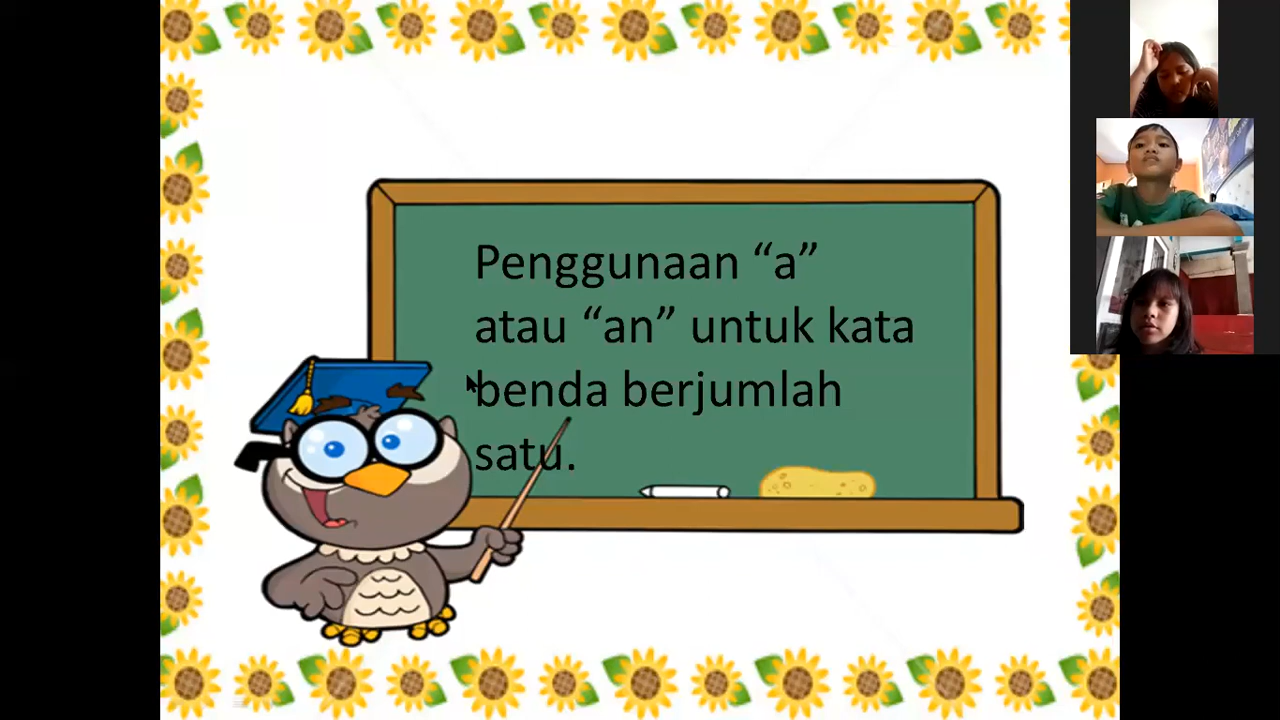 Penggunaan “a”
atau “an” untuk kata
benda berjumlah
satu.